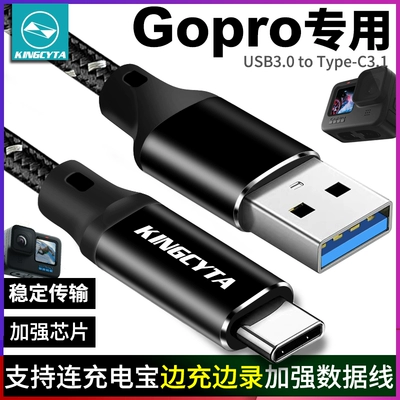 KINGCYTA
Gopro专用
USB3.0 to Type-C3.1
KINGCYTA
稳定传输
加强芯片
支持连充电宝边充边录加强数据线